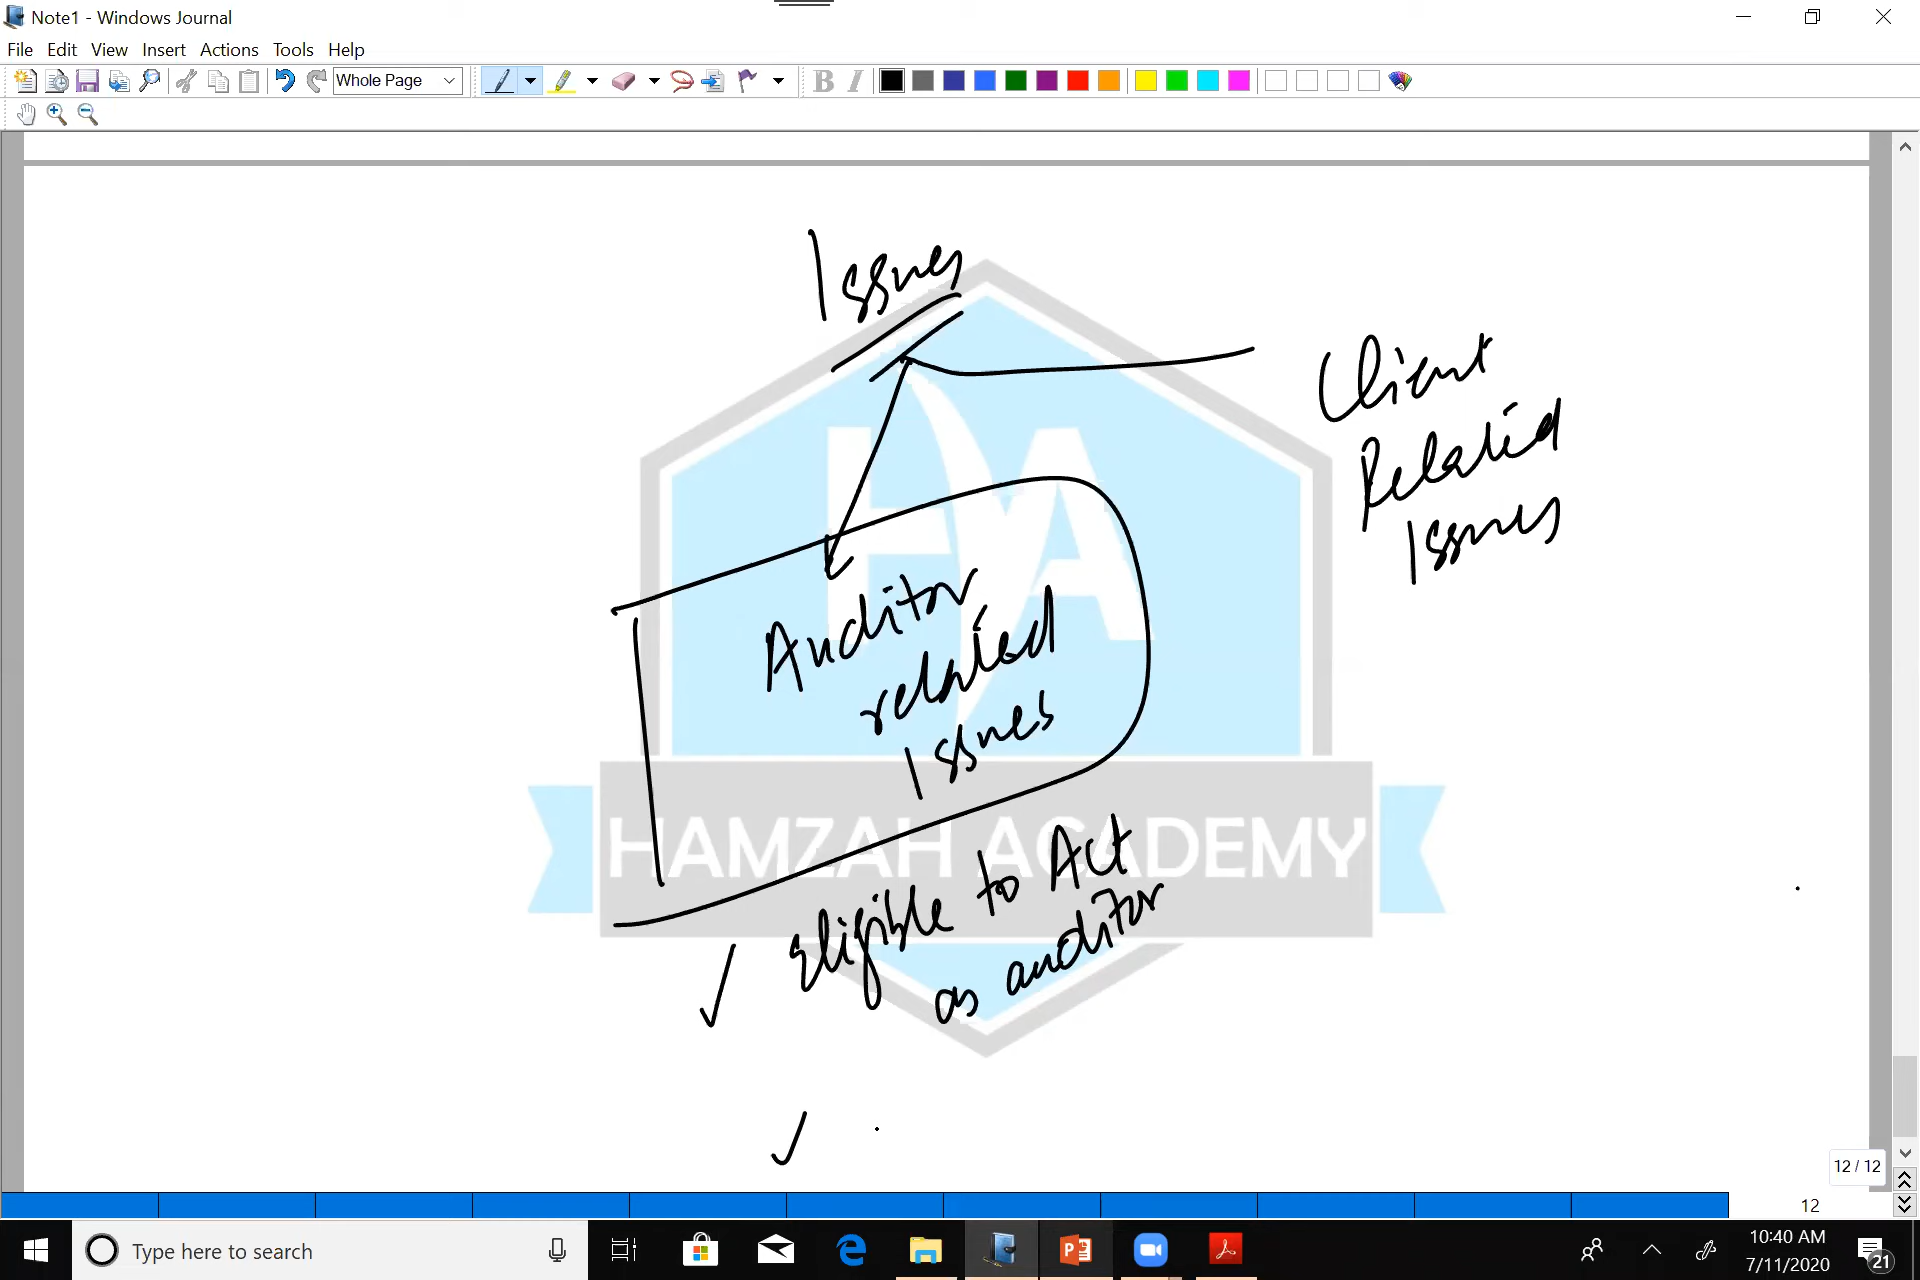 Note1 - Windows Journal
File Edit View Insert Actions Tools Help
Whole Page
B I
Issues
Client
Related
Issues
HA
Auditor
related
Issues
HAMZAH ACADEMY
✓ Eligible to Act
as auditor
✓
12 / 12
12
Type here to search
10:40 AM
7/11/2020
21